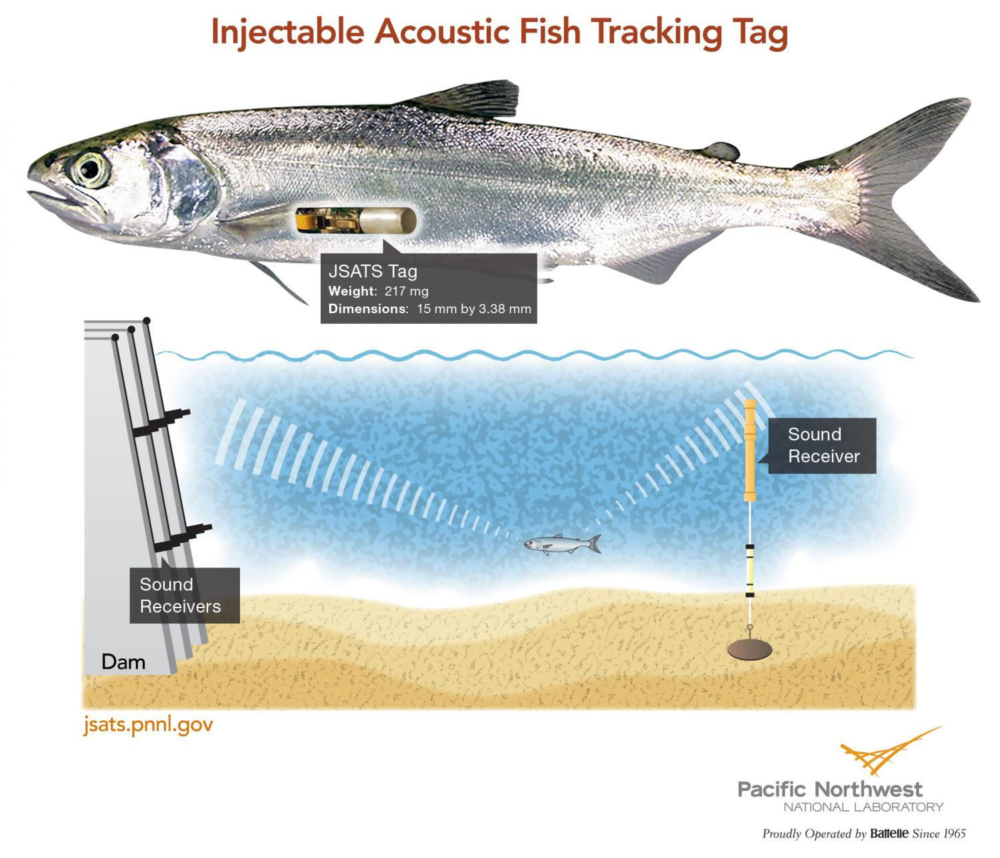 Injectable Acoustic Fish Tracking Tag
JSATS Tag
Weight: 217 mg
Dimensions: 15 mm by 3.38 mm
Sound
Receiver
Sound
Receivers
Dam
jsats.pnnl.gov
Pacific Northwest
NATIONAL LABORATORY
Proudly Operated by Battelle Since 1965